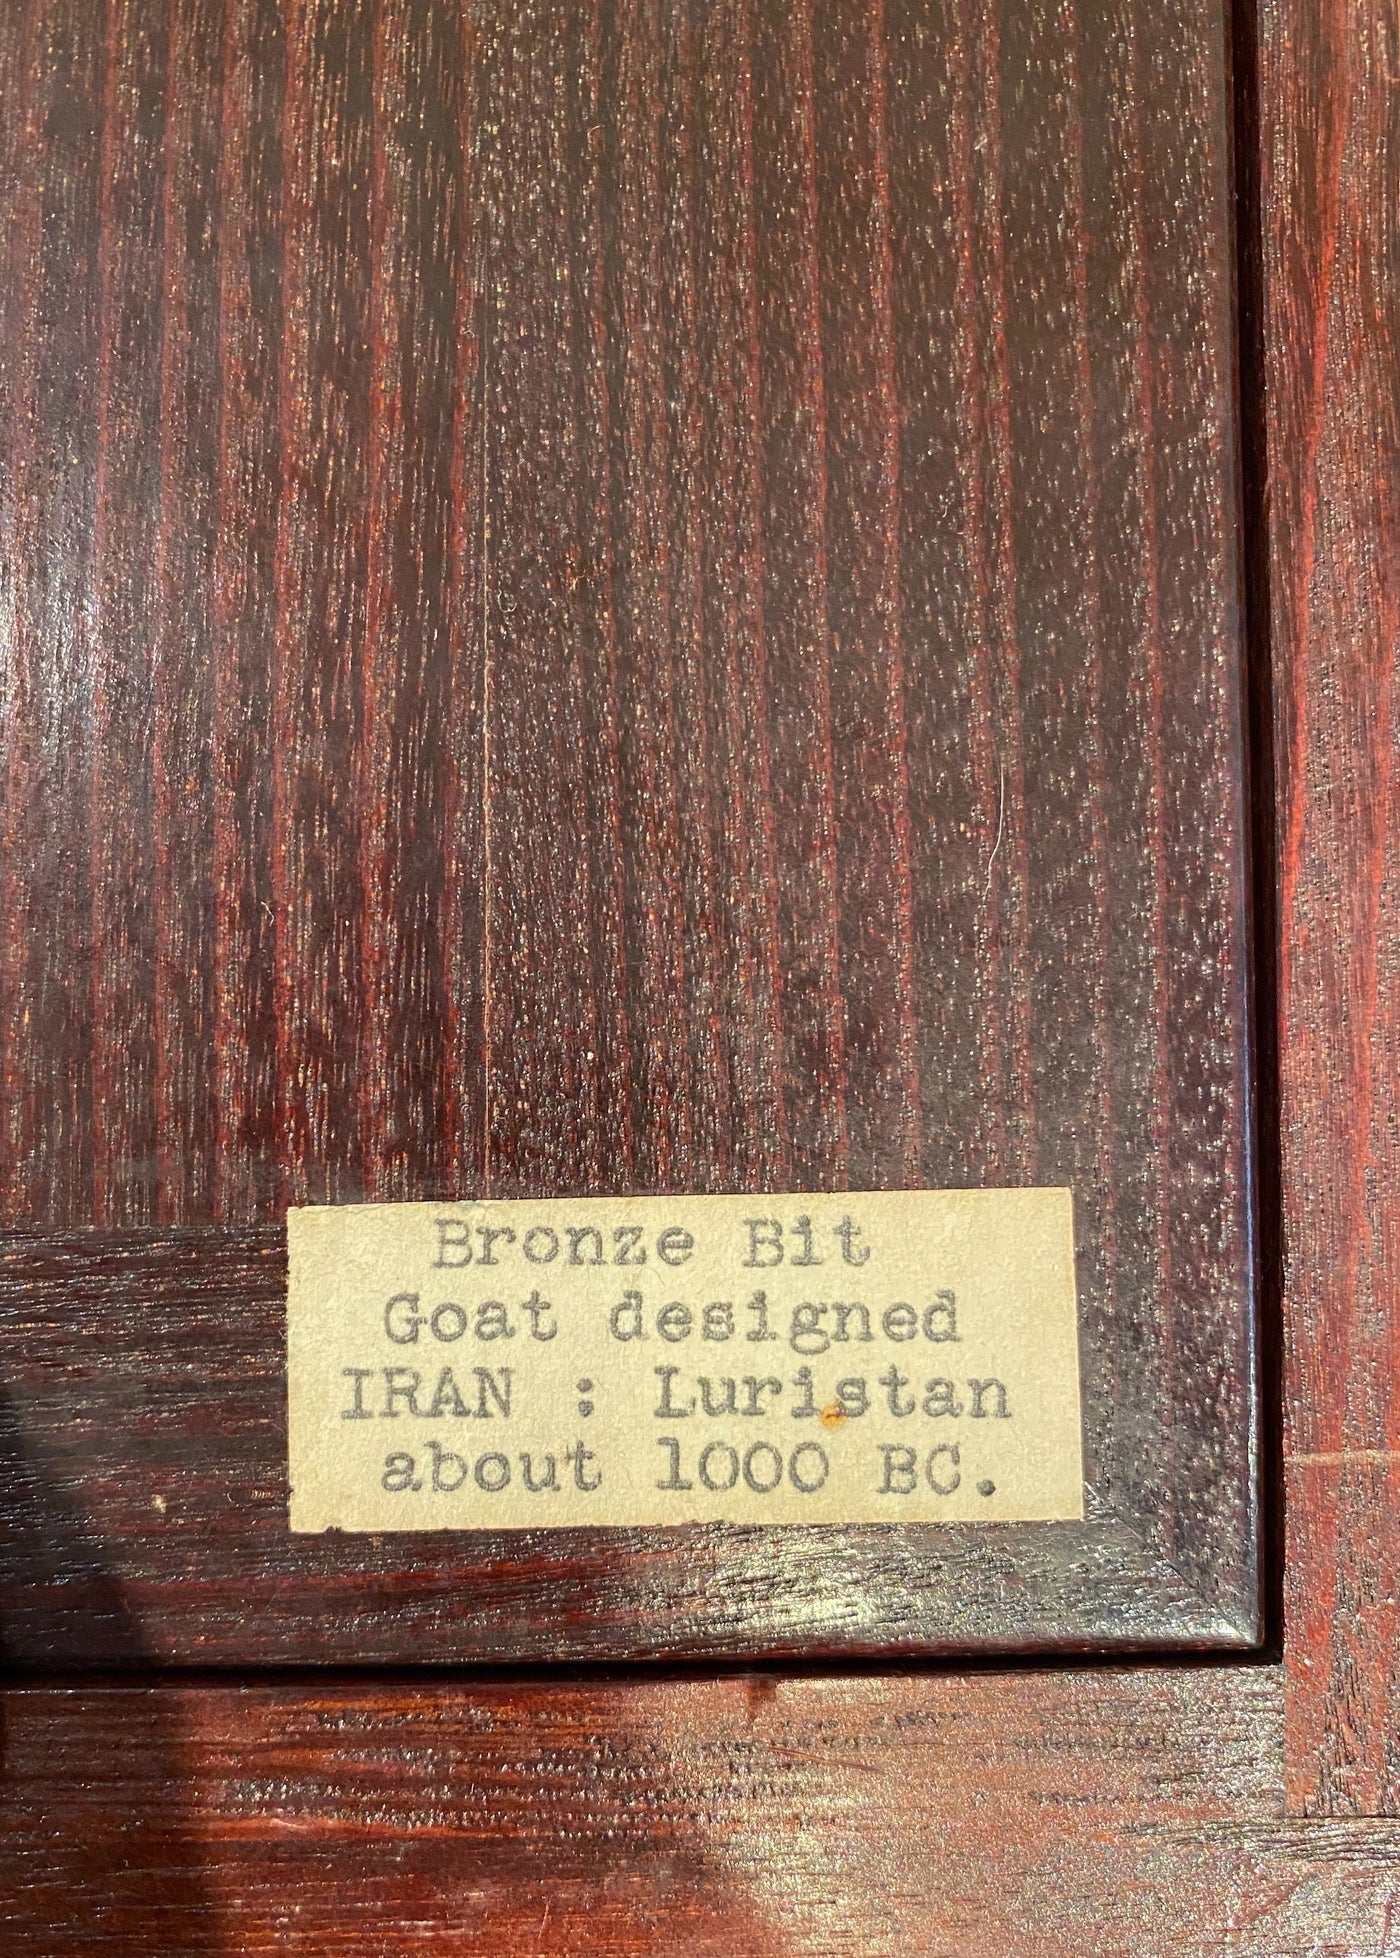 Bronze Bit
Goat designed
IRAN : Luristan
about 1000 BC.